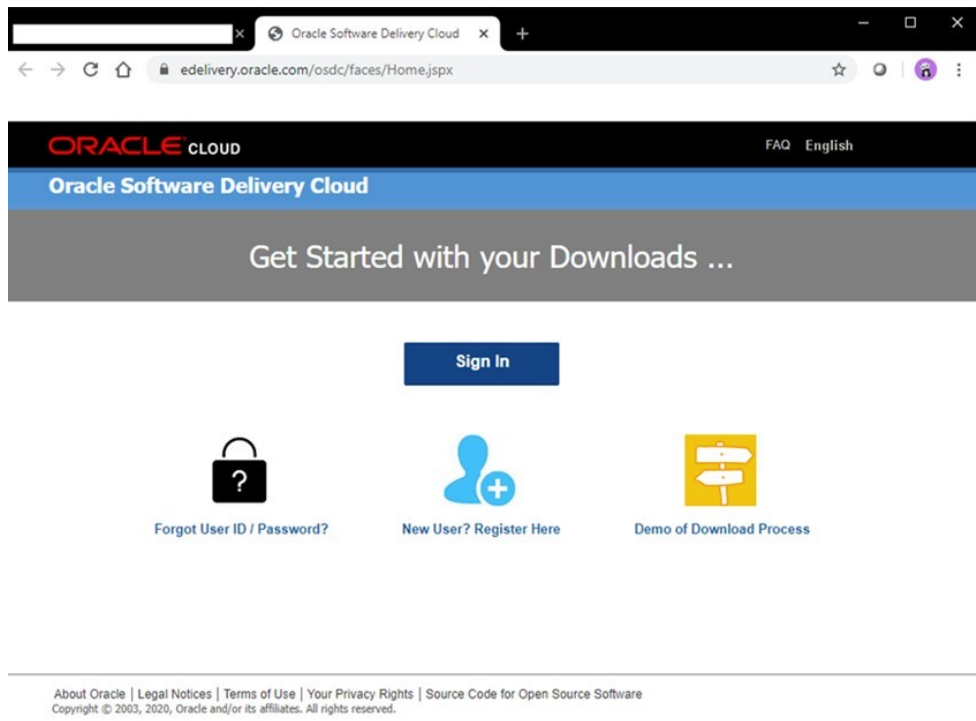 Oracle Software Delivery Cloud
edelivery.oracle.com/osdc/faces/Home.jspx
ORACLE CLOUD
FAQ English
Oracle Software Delivery Cloud
Get Started with your Downloads ...
Sign In
?
Forgot User ID / Password? New User? Register Here Demo of Download Process
About Oracle | Legal Notices | Terms of Use | Your Privacy Rights | Source Code for Open Source Software
Copyright © 2003, 2020, Oracle and/or its affiliates. All rights reserved.